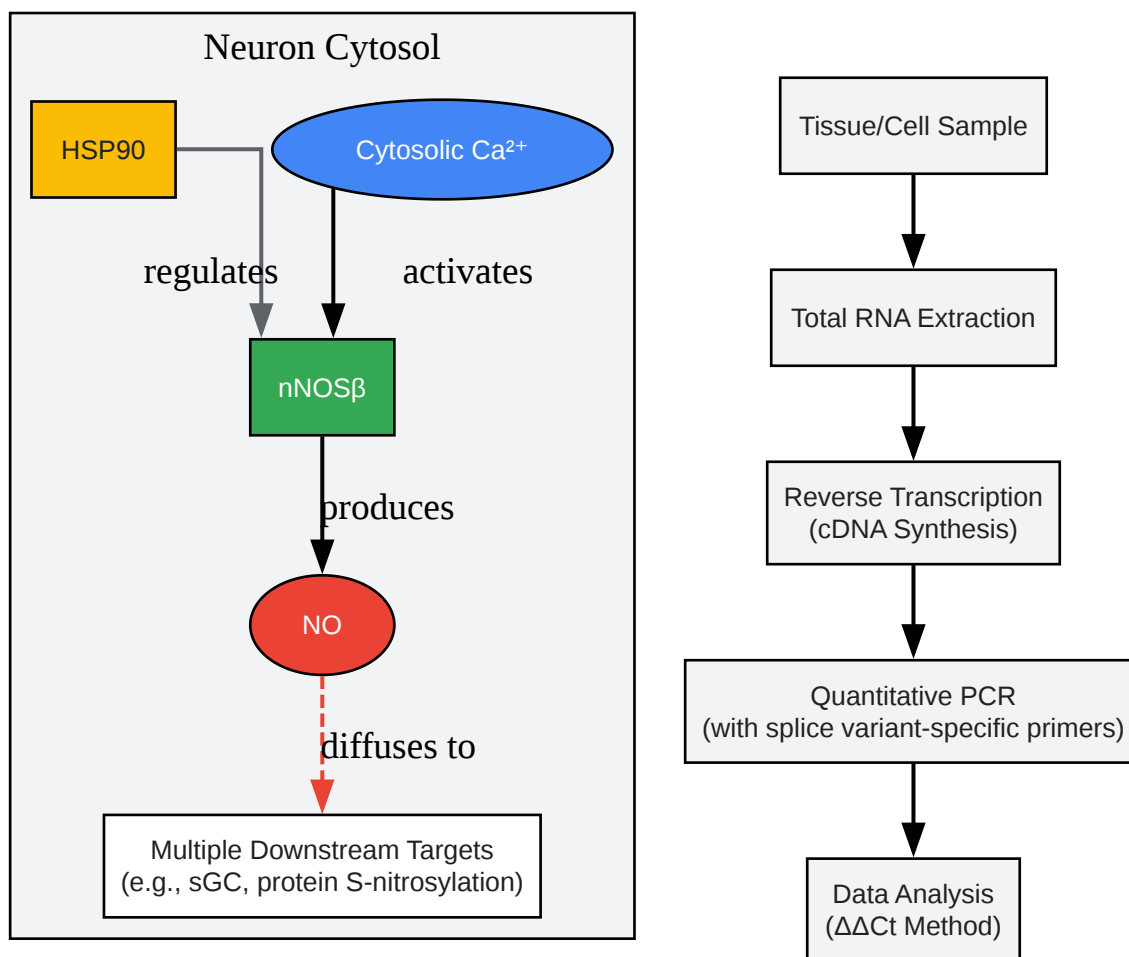 Neuron Cytosol
HSP90
Cytosolic Ca²⁺
regulates
activates
nNOSβ
produces
NO
diffuses to
Multiple Downstream Targets
(e.g., sGC, protein S-nitrosylation)
Tissue/Cell Sample
Total RNA Extraction
Reverse Transcription
(cDNA Synthesis)
Quantitative PCR
(with splice variant-specific primers)
Data Analysis
(ΔΔCt Method)